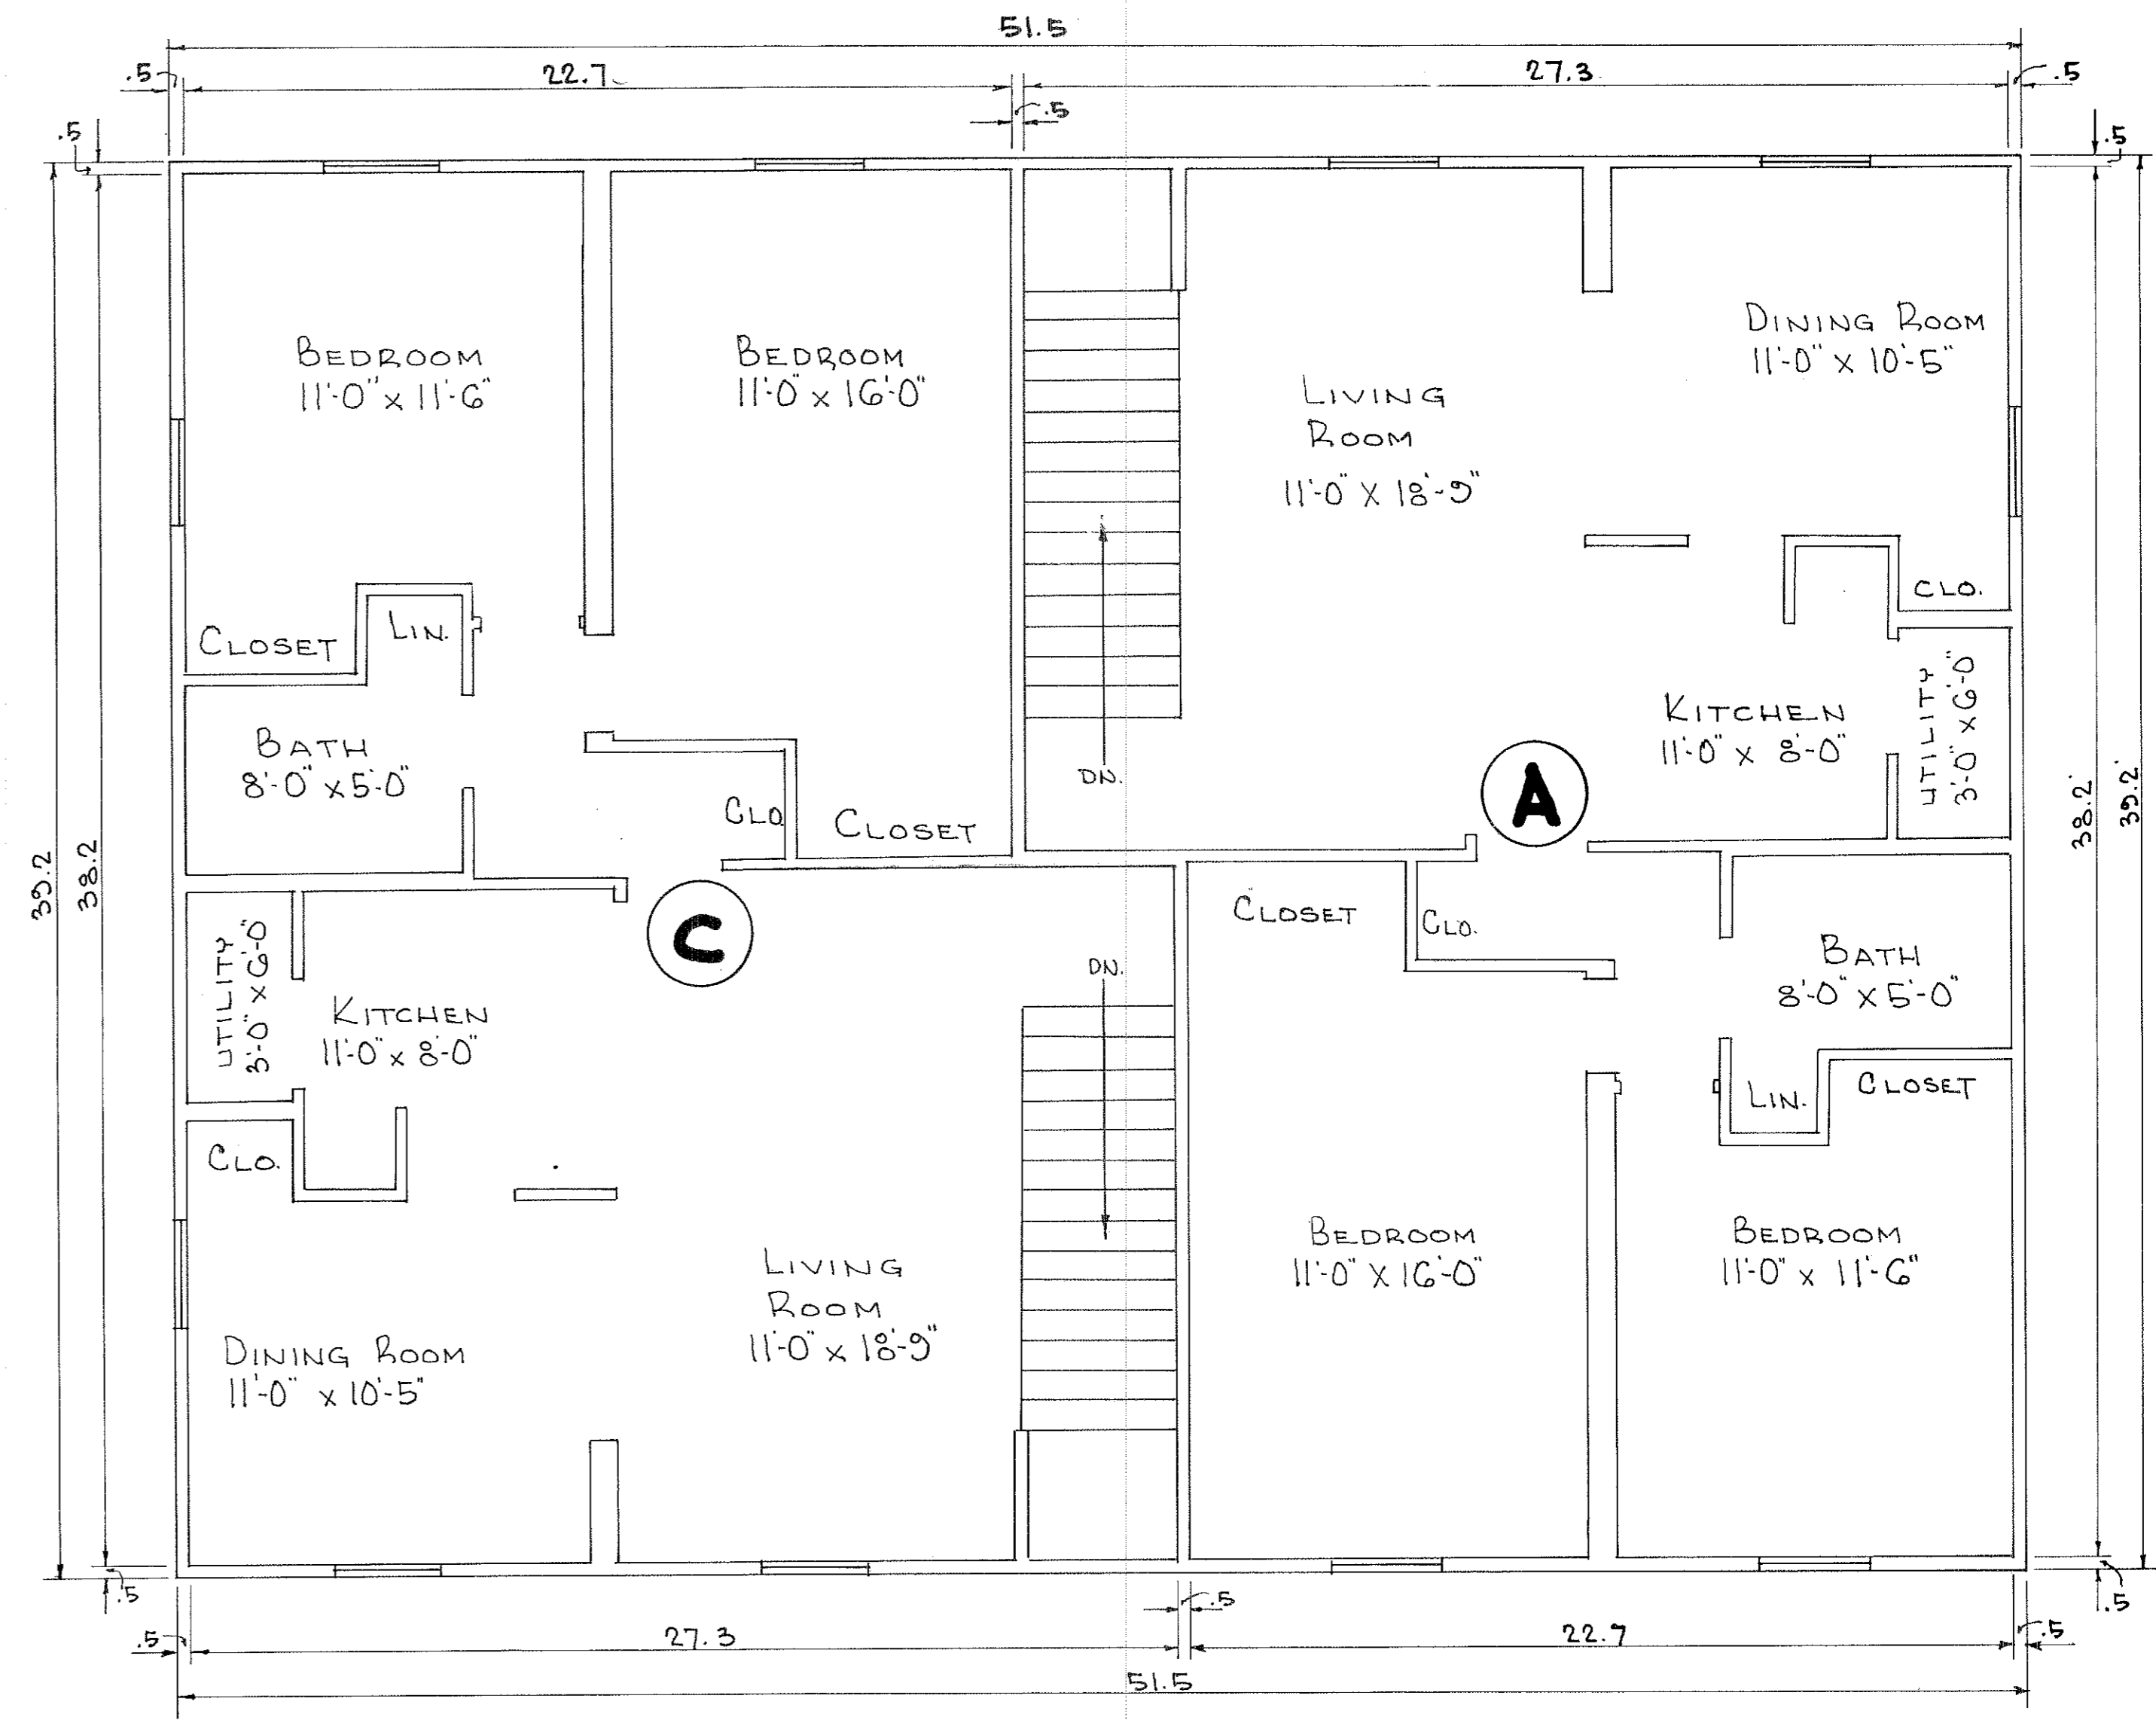 51.5
.5
22.7
27.3
.5
.5
.5
.5
BEDROOM
11'-0" x 11'-6"
BEDROOM
11'-0" x 16'-0"
LIVING
ROOM
11'-0" X 18'-9"
DINING ROOM
11'-0" x 10'-5"
CLOSET
LIN.
CLO.
BATH
8'-0" x 5'-0"
CLO.
CLOSET
DN.
KITCHEN
11'-0" x 8'-0"
UTILITY
3'-0" x 6'-0"
A
39.2
38.2
38.2'
39.2'
C
UTILITY
3'-0" x 6'-0"
KITCHEN
11'-0" x 8'-0"
CLO.
DN.
CLOSET
CLO.
BATH
8'-0" x 5'-0"
LIN.
CLOSET
LIVING
ROOM
11'-0" x 18'-9"
DINING ROOM
11'-0" x 10'-5"
BEDROOM
11'-0" X 16'-0"
BEDROOM
11'-0" x 11'-6"
.5
.5
.5
27.3
.5
22.7
.5
51.5